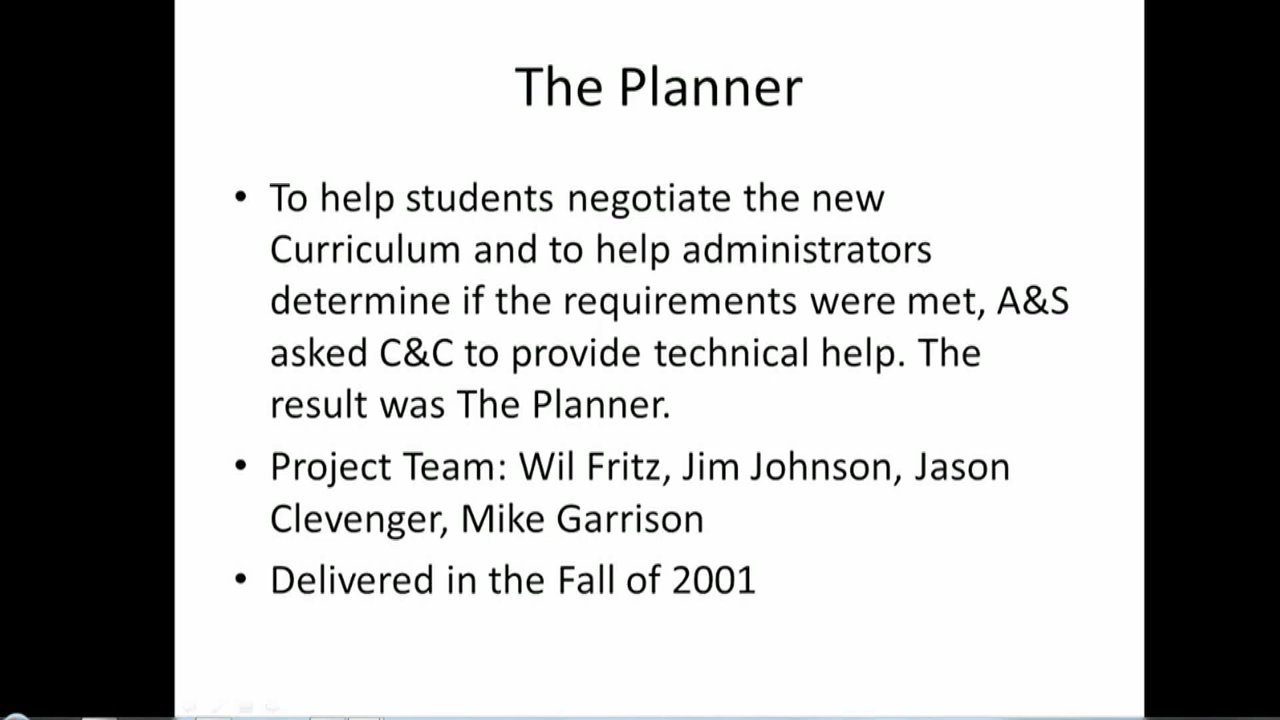 The Planner
• To help students negotiate the new
Curriculum and to help administrators
determine if the requirements were met, A&S
asked C&C to provide technical help. The
result was The Planner.
• Project Team: Wil Fritz, Jim Johnson, Jason
Clevenger, Mike Garrison
• Delivered in the Fall of 2001